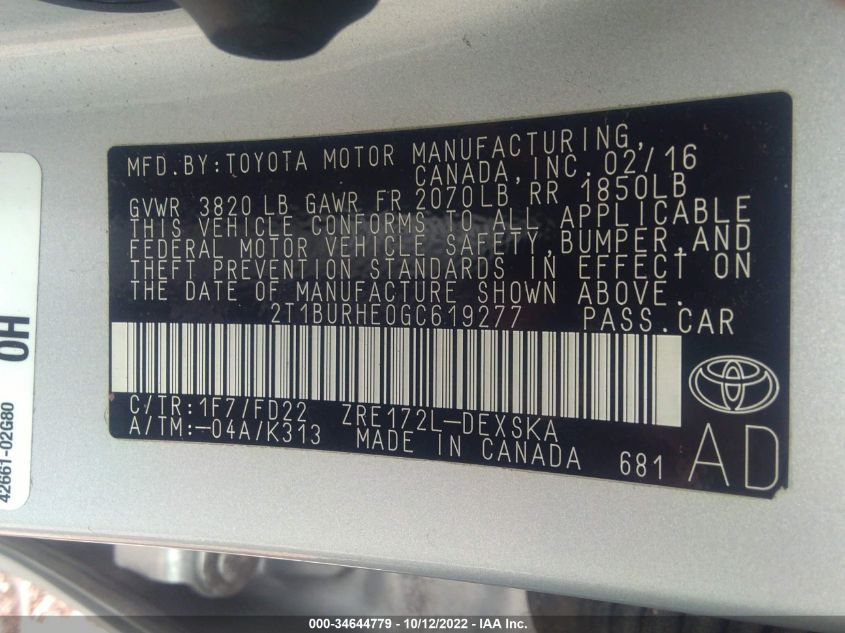 MFD.BY:TOYOTA MOTOR MANUFACTURING,
CANADA,INC. 02/16
GVWR 3820 LB GAWR FR 2070LB RR 1850LB
THIS VEHICLE CONFORMS TO ALL APPLICABLE
FEDERAL MOTOR VEHICLE SAFETY,BUMPER,AND
THEFT PREVENTION STANDARDS IN EFFECT ON
THE DATE OF MANUFACTURE SHOWN ABOVE.
2T1BURHE0GC619277 PASS.CAR
C/TR:1F7/FD22 ZRE172L-DEXSKA
A/TM:-04A/K313 MADE IN CANADA 681 AD
42661-02G80
0H
000-34644779 - 10/12/2022 - IAA Inc.